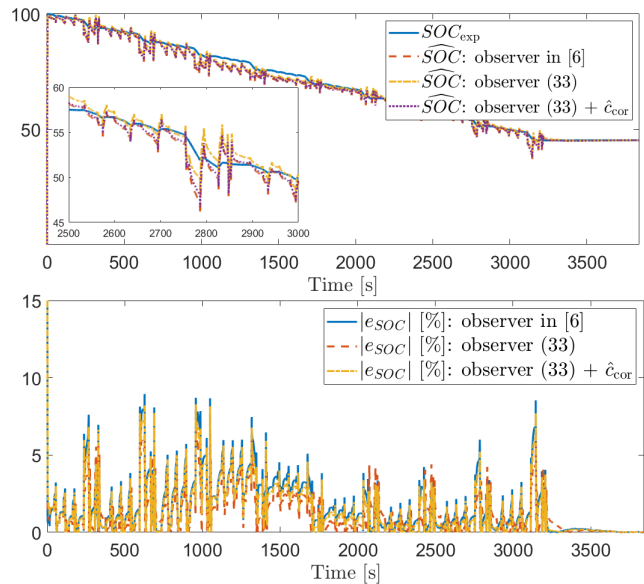 100
50
SOC_exp
\widehat{SOC}: observer in [6]
\widehat{SOC}: observer (33)
\widehat{SOC}: observer (33) + ĉ_cor
60
55
50
45
2500 2600 2700 2800 2900 3000
0 500 1000 1500 2000 2500 3000 3500
Time [s]
15
10
5
0
|e_SOC| [%]: observer in [6]
|e_SOC| [%]: observer (33)
|e_SOC| [%]: observer (33) + ĉ_cor
0 500 1000 1500 2000 2500 3000 3500
Time [s]